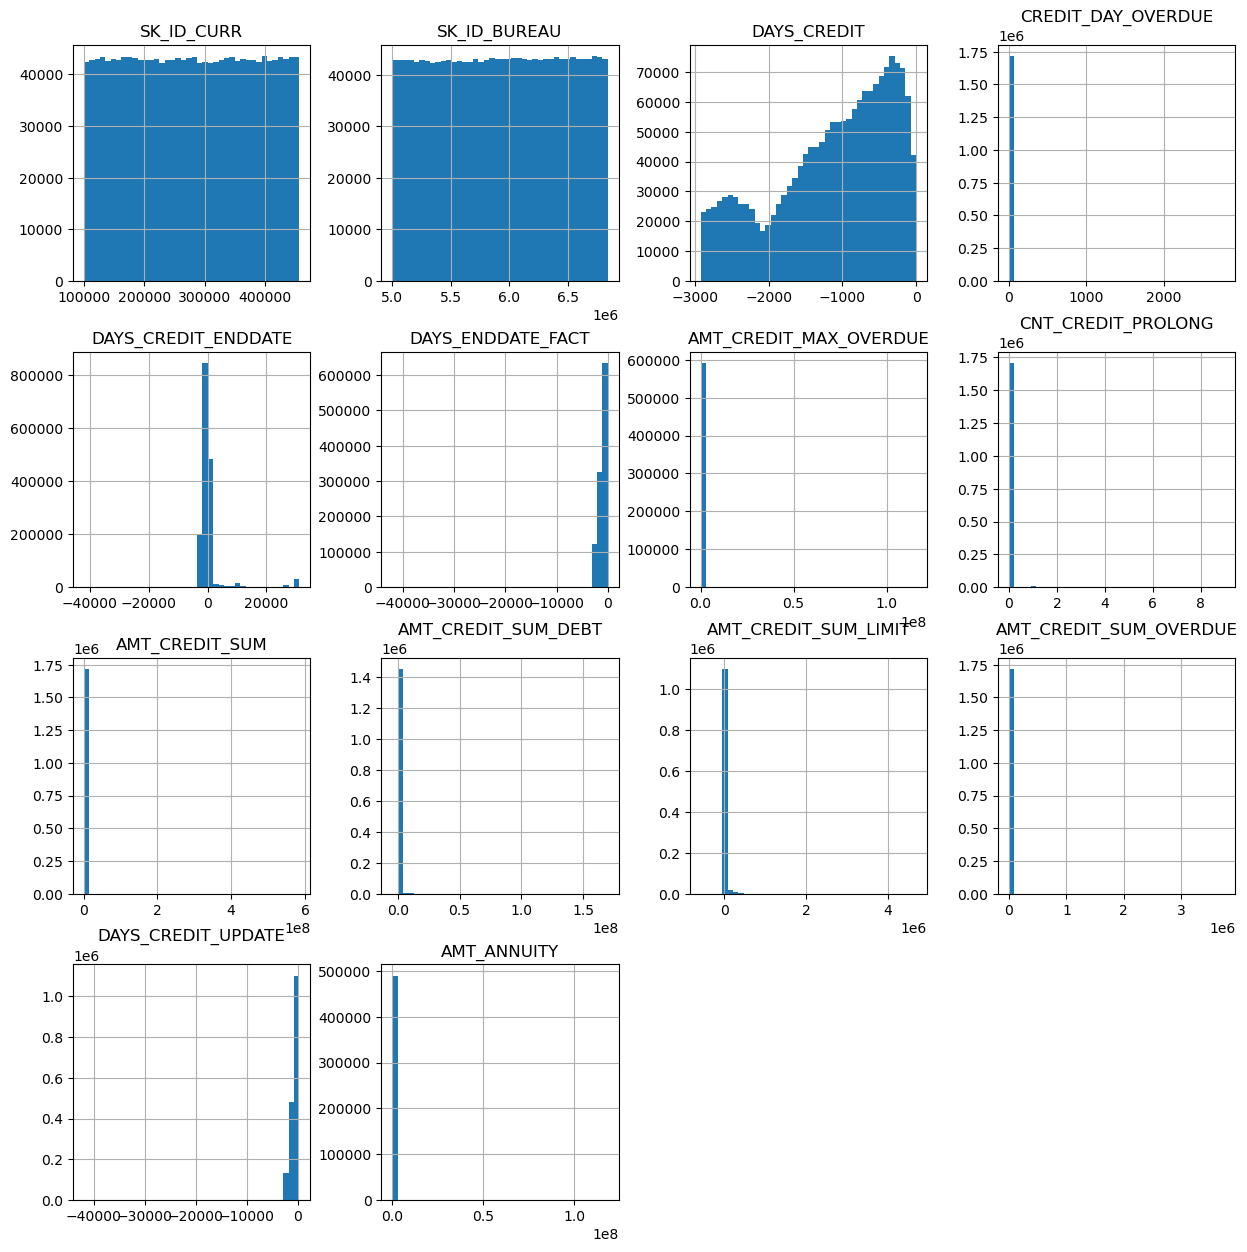 SK_ID_CURR
40000
30000
20000
10000
0
100000 200000 300000 400000
SK_ID_BUREAU
40000
30000
20000
10000
0
5.0 5.5 6.0 6.5
1e6
DAYS_CREDIT
70000
60000
50000
40000
30000
20000
10000
0
−3000 −2000 −1000 0
CREDIT_DAY_OVERDUE
1e6
1.75
1.50
1.25
1.00
0.75
0.50
0.25
0.00
0 1000 2000
DAYS_CREDIT_ENDDATE
800000
600000
400000
200000
0
−40000 −20000 0 20000
DAYS_ENDDATE_FACT
600000
500000
400000
300000
200000
100000
0
−40000 −30000 −20000 −10000 0
AMT_CREDIT_MAX_OVERDUE
600000
500000
400000
300000
200000
100000
0
0.0 0.5 1.0
1e8
CNT_CREDIT_PROLONG
1e6
1.75
1.50
1.25
1.00
0.75
0.50
0.25
0.00
0 2 4 6 8
AMT_CREDIT_SUM
1e6
1.75
1.50
1.25
1.00
0.75
0.50
0.25
0.00
0 2 4 6
1e8
AMT_CREDIT_SUM_DEBT
1e6
1.4
1.2
1.0
0.8
0.6
0.4
0.2
0.0
0.0 0.5 1.0 1.5
1e8
AMT_CREDIT_SUM_LIMIT
1e6
1.0
0.8
0.6
0.4
0.2
0.0
0 2 4
1e6
AMT_CREDIT_SUM_OVERDUE
1e6
1.75
1.50
1.25
1.00
0.75
0.50
0.25
0.00
0 1 2 3
1e6
DAYS_CREDIT_UPDATE
1e6
1.0
0.8
0.6
0.4
0.2
0.0
−40000 −30000 −20000 −10000 0
AMT_ANNUITY
500000
400000
300000
200000
100000
0
0.0 0.5 1.0
1e8